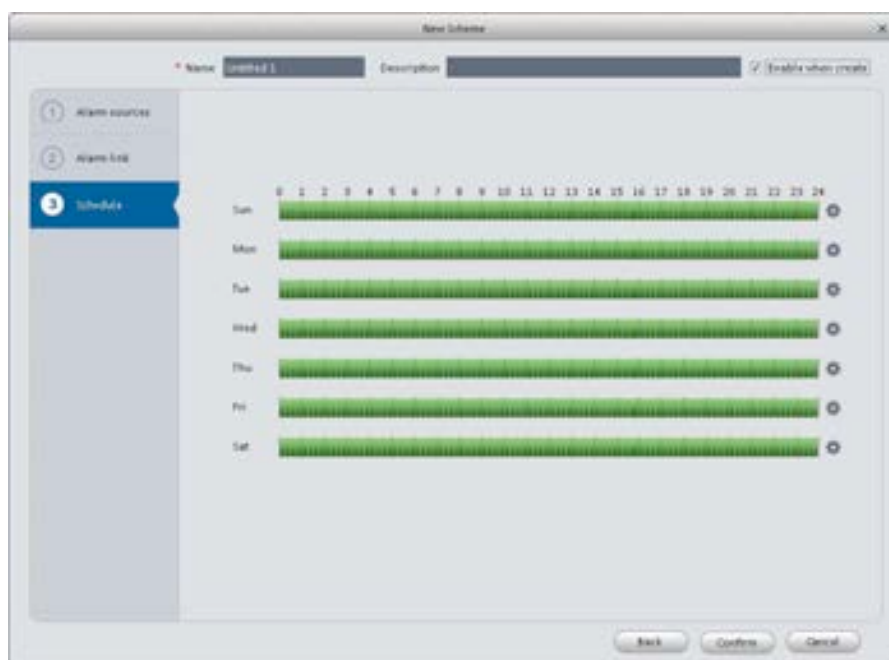 New Scheme
* Name Untitled 1 Description Enable when create
1 Alarm sources
2 Alarm link
3 Schedule
0 1 2 3 4 5 6 7 8 9 10 11 12 13 14 15 16 17 18 19 20 21 22 23 24
Sun
Mon
Tue
Wed
Thu
Fri
Sat
Back Confirm Cancel